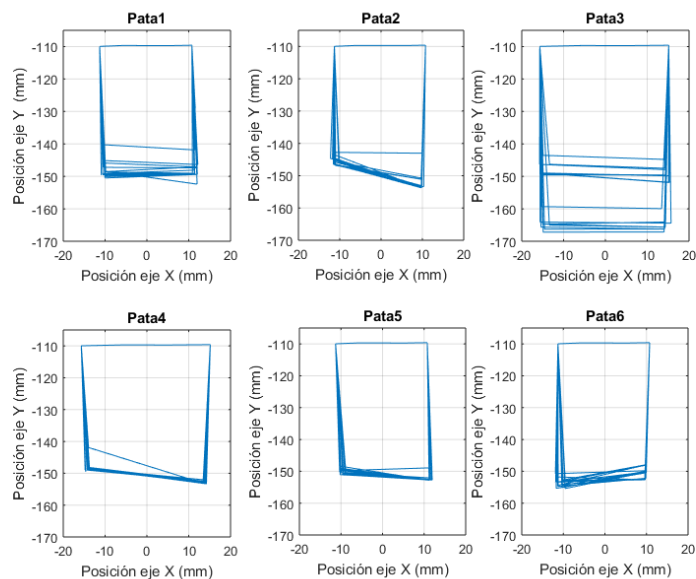 Pata1 Pata2 Pata3
-110 -110 -110
-120 -120 -120
-130 -130 -130
-140 -140 -140
-150 -150 -150
-160 -160 -160
-170 -170 -170
Posición eje Y (mm) Posición eje Y (mm) Posición eje Y (mm)
-20 -10 0 10 20 -20 -10 0 10 20 -20 -10 0 10 20
Posición eje X (mm) Posición eje X (mm) Posición eje X (mm)
Pata4 Pata5 Pata6
-110 -110 -110
-120 -120 -120
-130 -130 -130
-140 -140 -140
-150 -150 -150
-160 -160 -160
-170 -170 -170
Posición eje Y (mm) Posición eje Y (mm) Posición eje Y (mm)
-20 -10 0 10 20 -20 -10 0 10 20 -20 -10 0 10 20
Posición eje X (mm) Posición eje X (mm) Posición eje X (mm)